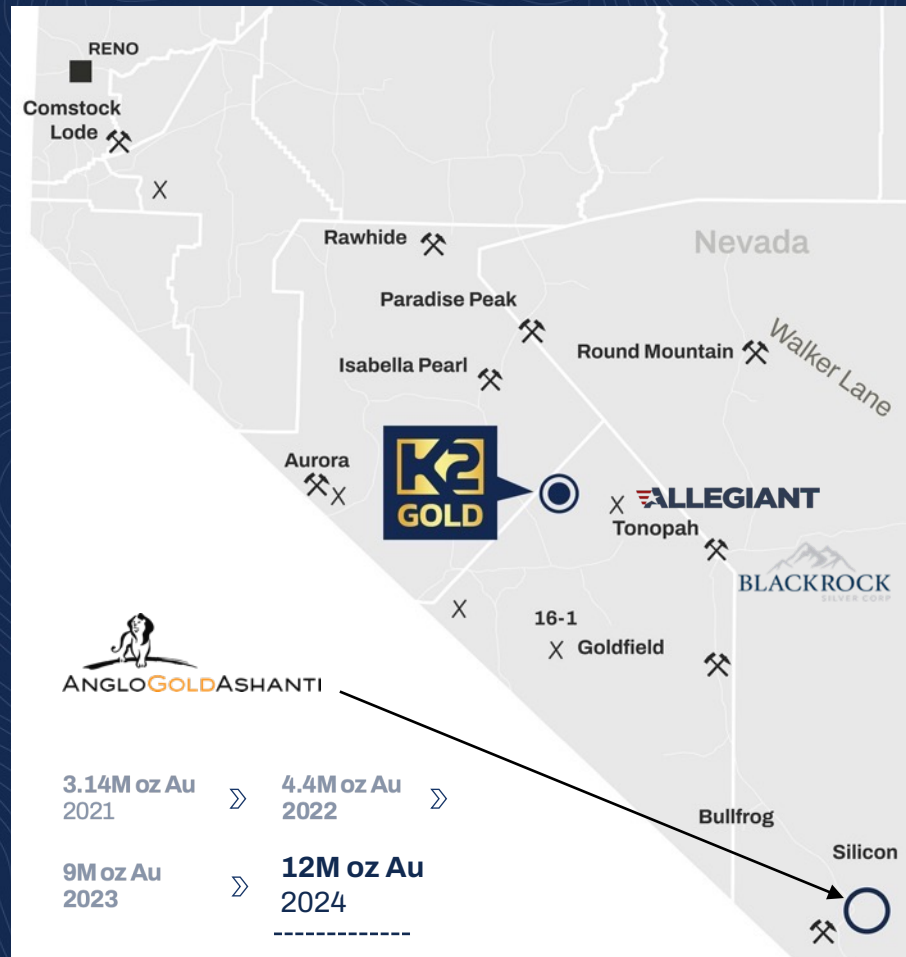 RENO
Comstock
Lode
X
Rawhide
Nevada
Paradise Peak
Round Mountain
Walker Lane
Isabella Pearl
Aurora
X
K2
GOLD
X
ALLEGIANT
Tonopah
BLACKROCK
SILVER CORP
X
16-1
X Goldfield
ANGLOGOLDASHANTI
3.14M oz Au
2021
4.4M oz Au
2022
Bullfrog
Silicon
9M oz Au
2023
12M oz Au
2024